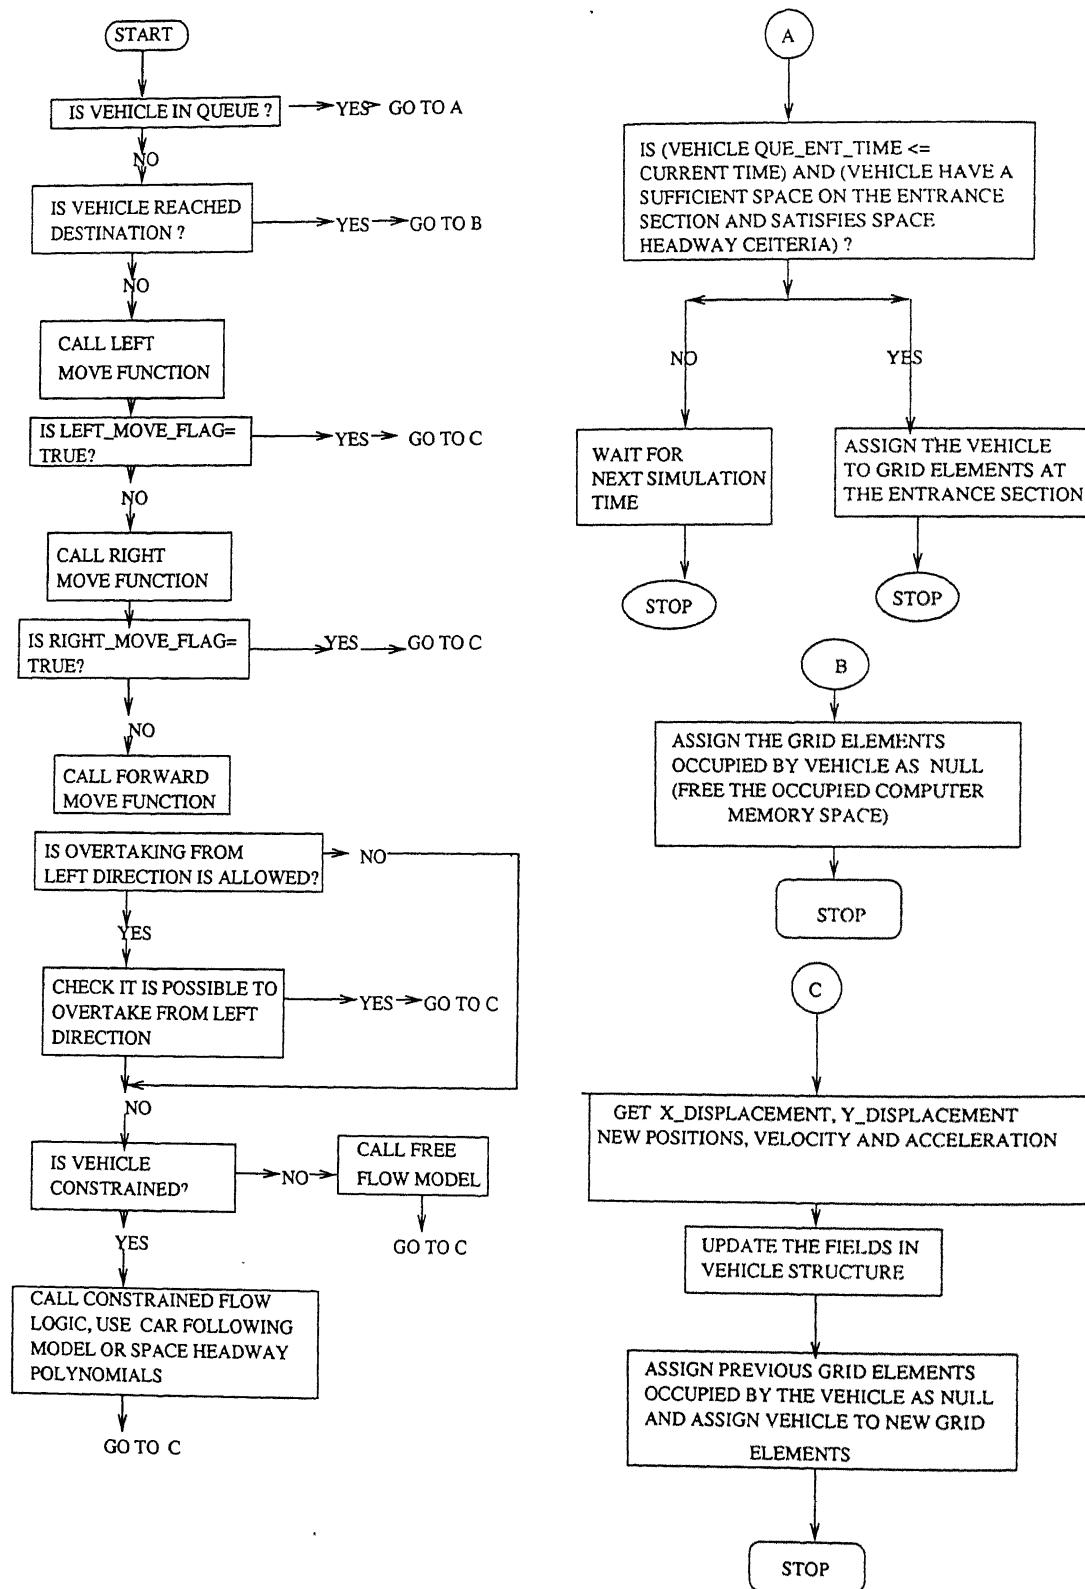 START
IS VEHICLE IN QUEUE ?
YES
GO TO A
NO
IS VEHICLE REACHED
DESTINATION ?
YES
GO TO B
NO
CALL LEFT
MOVE FUNCTION
IS LEFT_MOVE_FLAG=
TRUE?
YES
GO TO C
NO
CALL RIGHT
MOVE FUNCTION
IS RIGHT_MOVE_FLAG=
TRUE?
YES
GO TO C
NO
CALL FORWARD
MOVE FUNCTION
IS OVERTAKING FROM
LEFT DIRECTION IS ALLOWED?
NO
YES
CHECK IT IS POSSIBLE TO
OVERTAKE FROM LEFT
DIRECTION
YES
GO TO C
NO
IS VEHICLE
CONSTRAINED?
NO
CALL FREE
FLOW MODEL
GO TO C
YES
CALL CONSTRAINED FLOW
LOGIC, USE CAR FOLLOWING
MODEL OR SPACE HEADWAY
POLYNOMIALS
GO TO C
A
IS (VEHICLE QUE_ENT_TIME <=
CURRENT TIME) AND (VEHICLE HAVE A
SUFFICIENT SPACE ON THE ENTRANCE
SECTION AND SATISFIES SPACE
HEADWAY CEITERIA) ?
NO
YES
WAIT FOR
NEXT SIMULATION
TIME
ASSIGN THE VEHICLE
TO GRID ELEMENTS AT
THE ENTRANCE SECTION
STOP
STOP
B
ASSIGN THE GRID ELEMENTS
OCCUPIED BY VEHICLE AS NULL
(FREE THE OCCUPIED COMPUTER
MEMORY SPACE)
STOP
C
GET X_DISPLACEMENT, Y_DISPLACEMENT
NEW POSITIONS, VELOCITY AND ACCELERATION
UPDATE THE FIELDS IN
VEHICLE STRUCTURE
ASSIGN PREVIOUS GRID ELEMENTS
OCCUPIED BY THE VEHICLE AS NULL
AND ASSIGN VEHICLE TO NEW GRID
ELEMENTS
STOP